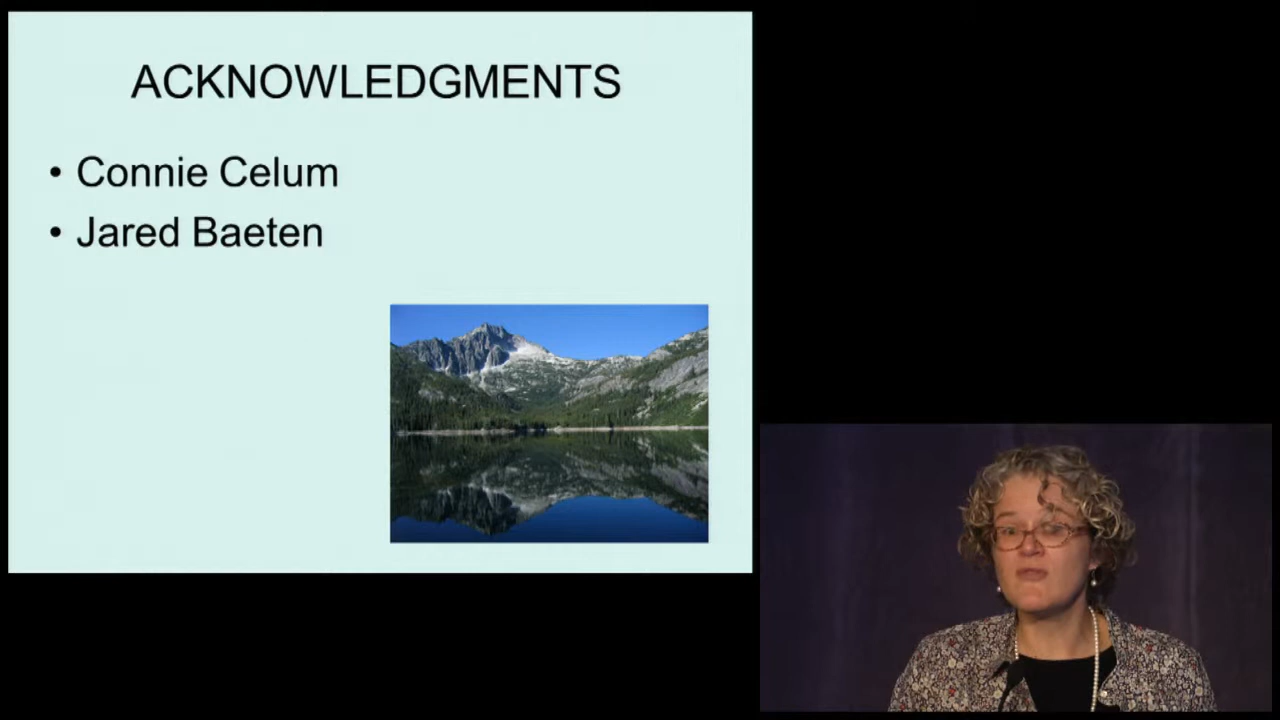 ACKNOWLEDGMENTS
• Connie Celum
• Jared Baeten